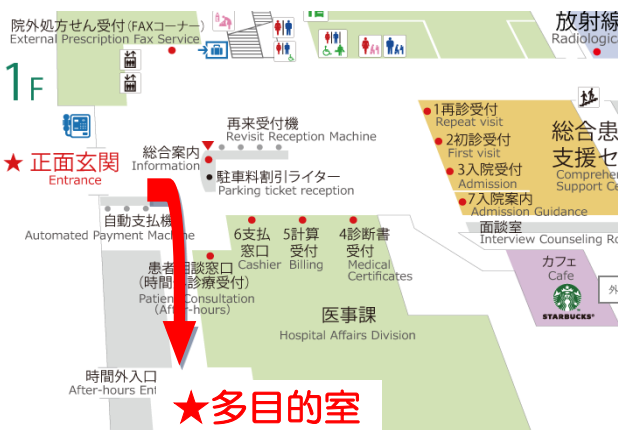 院外処方せん受付(FAXコーナー)
External Prescription Fax Service
放射線
Radiologica
1F
1再診受付
Repeat visit
再来受付機
Revisit Reception Machine
2初診受付
First visit
総合患
支援セ
Comprehen
Support Ce
★ 正面玄関
Entrance
総合案内
Information
3入院受付
Admission
駐車料割引ライター
Parking ticket reception
7入院案内
Admission Guidance
自動支払機
Automated Payment Machine
面談室
Interview Counseling Ro
6支払
窓口
Cashier
5計算
受付
Billing
4診断書
受付
Medical
Certificates
カフェ
Cafe
STARBUCKS
外
患者相談窓口
(時間外診療受付)
Patient Consultation
(After-hours)
医事課
Hospital Affairs Division
時間外入口
After-hours Ent
★多目的室